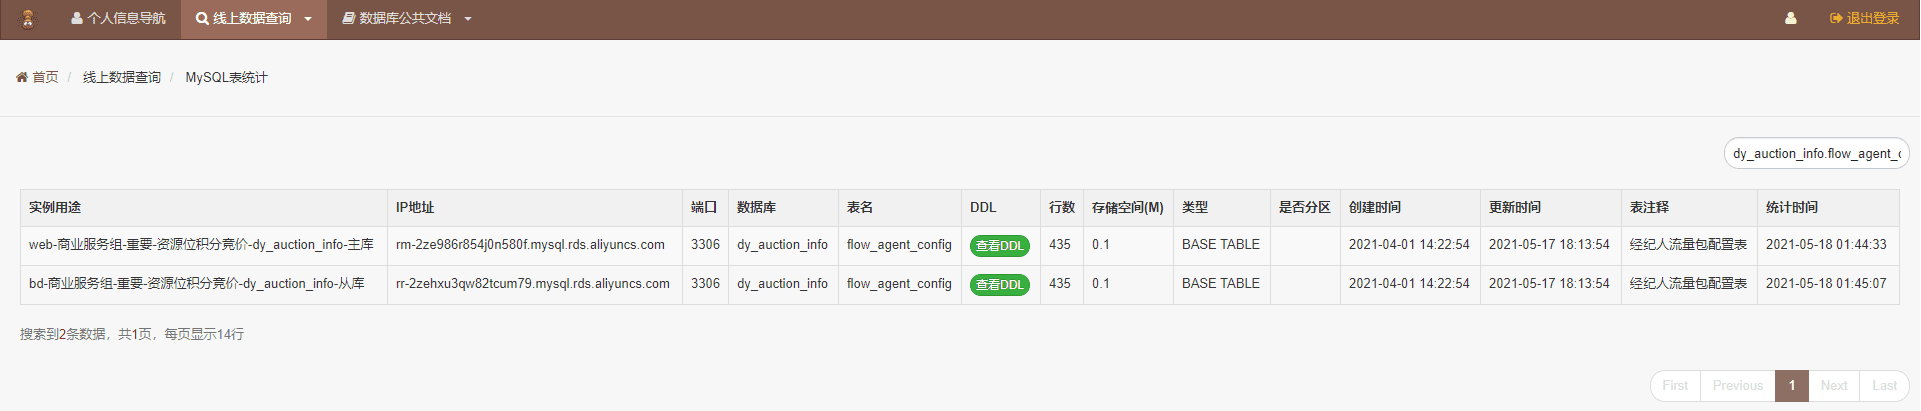 个人信息导航 线上数据查询 数据库公共文档 退出登录
首页 / 线上数据查询 / MySQL表统计
dy_auction_info.flow_agent_c
实例用途 IP地址 端口 数据库 表名 DDL 行数 存储空间(M) 类型 是否分区 创建时间 更新时间 表注释 统计时间
web-商业服务组-重要-资源位积分竞价-dy_auction_info-主库 rm-2ze986r854j0n580f.mysql.rds.aliyuncs.com 3306 dy_auction_info flow_agent_config 查看DDL 435 0.1 BASE TABLE 2021-04-01 14:22:54 2021-05-17 18:13:54 经纪人流量包配置表 2021-05-18 01:44:33
bd-商业服务组-重要-资源位积分竞价-dy_auction_info-从库 rr-2zehxu3qw82tcum79.mysql.rds.aliyuncs.com 3306 dy_auction_info flow_agent_config 查看DDL 435 0.1 BASE TABLE 2021-04-01 14:22:54 2021-05-17 18:13:54 经纪人流量包配置表 2021-05-18 01:45:07
搜索到2条数据，共1页，每页显示14行
First Previous 1 Next Last